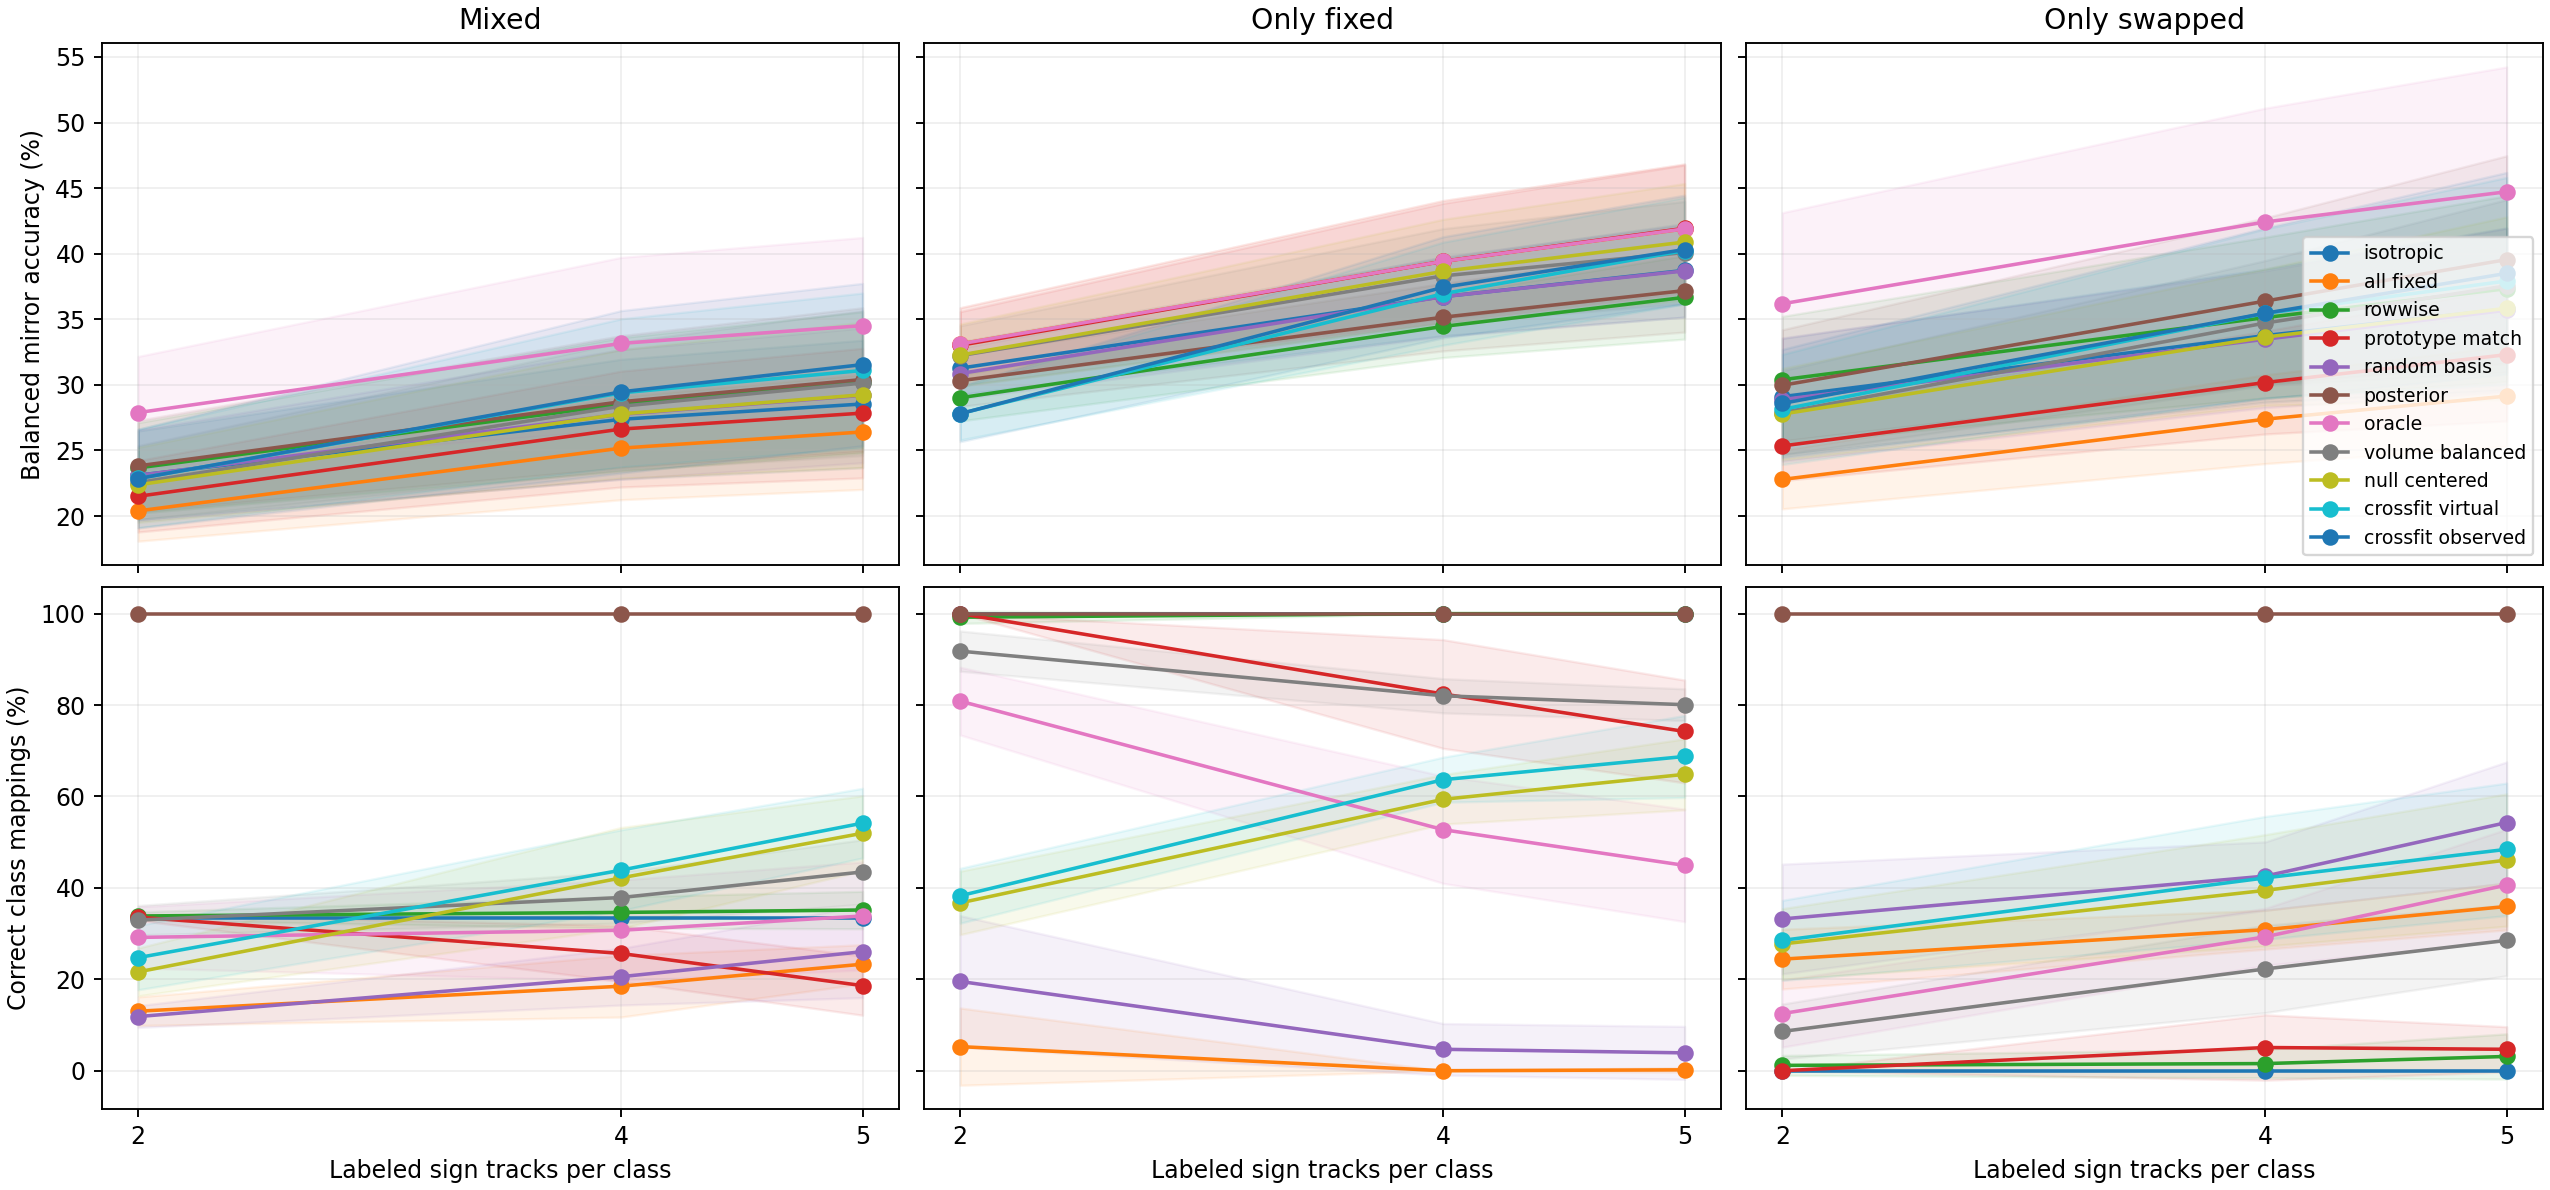 Mixed
Only fixed
Only swapped
Balanced mirror accuracy (%)
55
50
45
40
35
30
25
20
isotropic
all fixed
rowwise
prototype match
random basis
posterior
oracle
volume balanced
null centered
crossfit virtual
crossfit observed
Correct class mappings (%)
100
80
60
40
20
0
2 4 5
2 4 5
2 4 5
Labeled sign tracks per class
Labeled sign tracks per class
Labeled sign tracks per class